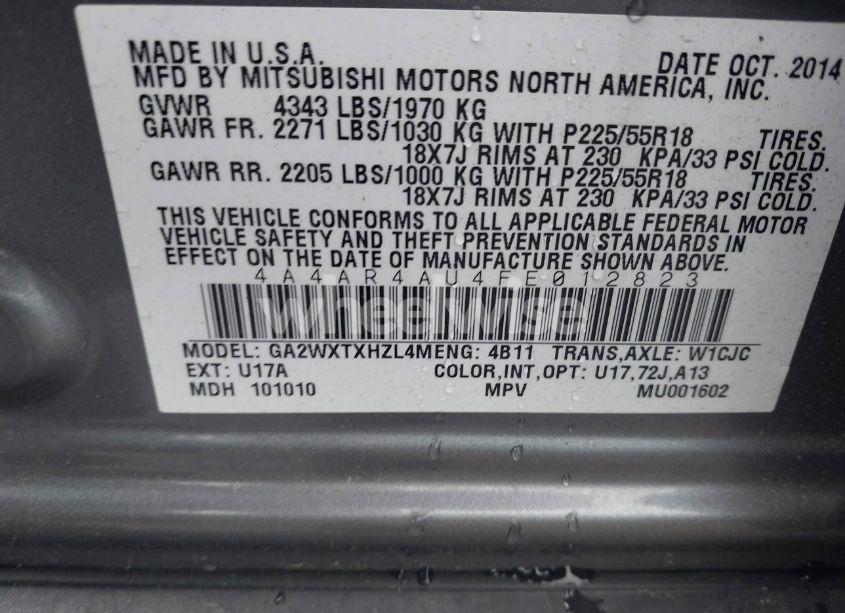 MADE IN U.S.A. DATE OCT. 2014
MFD BY MITSUBISHI MOTORS NORTH AMERICA, INC.
GVWR 4343 LBS/1970 KG
GAWR FR. 2271 LBS/1030 KG WITH P225/55R18 TIRES.
18X7J RIMS AT 230 KPA/33 PSI COLD.
GAWR RR. 2205 LBS/1000 KG WITH P225/55R18 TIRES.
18X7J RIMS AT 230 KPA/33 PSI COLD.
THIS VEHICLE CONFORMS TO ALL APPLICABLE FEDERAL MOTOR
VEHICLE SAFETY AND THEFT PREVENTION STANDARDS IN
EFFECT ON THE DATE OF MANUFACTURE SHOWN ABOVE.
4A4AR4AU4FE012823
wheelwise
MODEL: GA2WXTXHZL4MENG: 4B11 TRANS,AXLE: W1CJC
EXT: U17A COLOR,INT,OPT: U17,72J,A13
MDH 101010 MPV MU001602